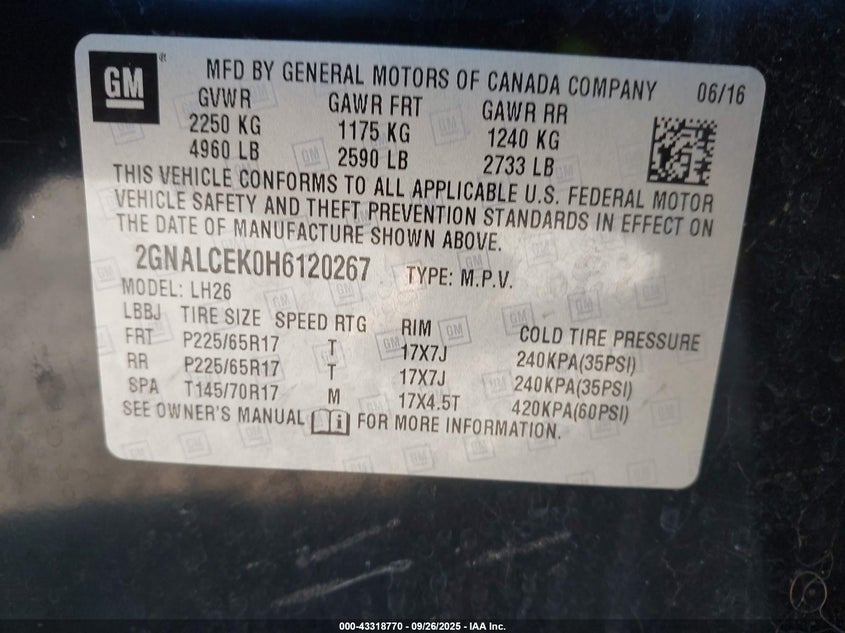 GM
MFD BY GENERAL MOTORS OF CANADA COMPANY 06/16
GVWR GAWR FRT GAWR RR
2250 KG 1175 KG 1240 KG
4960 LB 2590 LB 2733 LB
THIS VEHICLE CONFORMS TO ALL APPLICABLE U.S. FEDERAL MOTOR
VEHICLE SAFETY AND THEFT PREVENTION STANDARDS IN EFFECT ON
THE DATE OF MANUFACTURE SHOWN ABOVE.
2GNALCEK0H6120267 TYPE: M.P.V.
MODEL: LH26
LBBJ TIRE SIZE SPEED RTG RIM COLD TIRE PRESSURE
FRT P225/65R17 T 17X7J 240KPA(35PSI)
RR P225/65R17 T 17X7J 240KPA(35PSI)
SPA T145/70R17 M 17X4.5T 420KPA(60PSI)
SEE OWNER'S MANUAL FOR MORE INFORMATION.
000-43318770 • 09/26/2025 - IAA Inc.